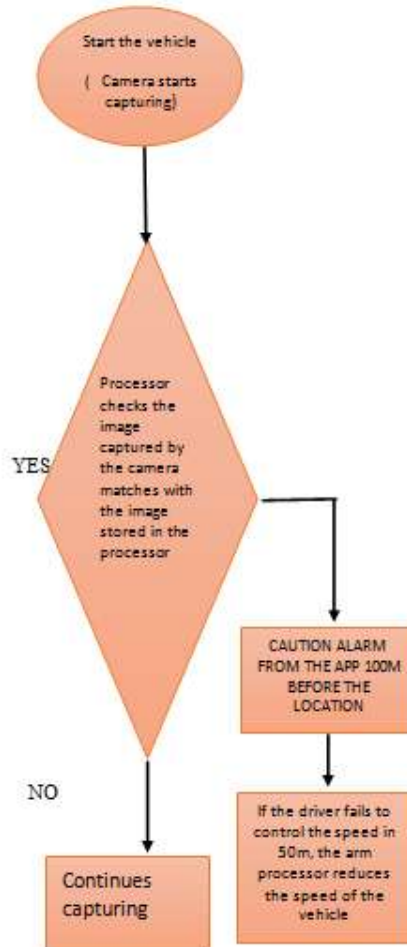 Start the vehicle
( Camera starts
capturing)
Processor
checks the
image
captured by
the camera
matches with
the image
stored in the
processor
YES
CAUTION ALARM
FROM THE APP 100M
BEFORE THE
LOCATION
NO
If the driver fails to
control the speed in
50m, the arm
processor reduces
the speed of the
vehicle
Continues
capturing